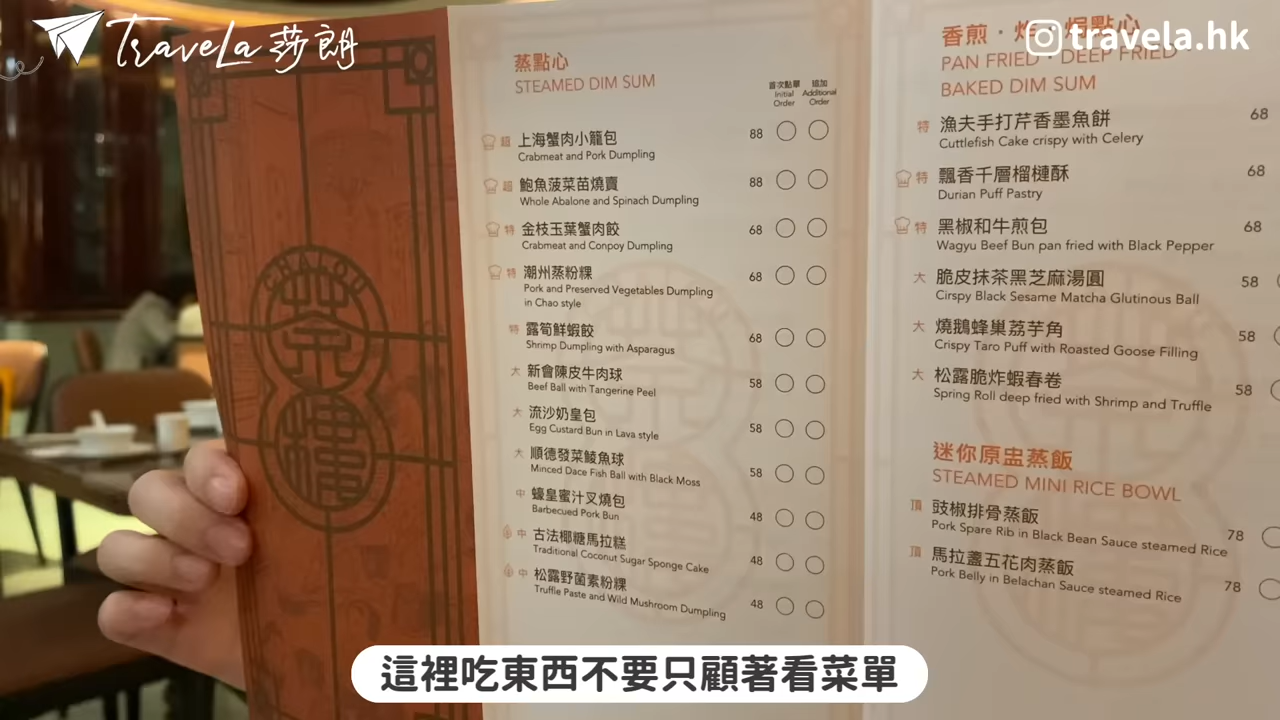 Travela 莎朗
travela.hk
蒸點心
STEAMED DIM SUM
首次點單 追加
Initial Order Additional Order
超 上海蟹肉小籠包 88
Crabmeat and Pork Dumpling
超 鮑魚菠菜苗燒賣 88
Whole Abalone and Spinach Dumpling
特 金枝玉葉蟹肉餃 68
Crabmeat and Conpoy Dumpling
特 潮州蒸粉粿 68
Pork and Preserved Vegetables Dumpling
in Chao style
特 露筍鮮蝦餃 68
Shrimp Dumpling with Asparagus
大 新會陳皮牛肉球 58
Beef Ball with Tangerine Peel
大 流沙奶皇包 58
Egg Custard Bun in Lava style
大 順德發菜鯪魚球 58
Minced Dace Fish Ball with Black Moss
中 蠔皇蜜汁叉燒包 48
Barbecued Pork Bun
中 古法椰糖馬拉糕 48
Traditional Coconut Sugar Sponge Cake
中 松露野菌素粉粿 48
Truffle Paste and Wild Mushroom Dumpling
香煎・炸・焗點心
PAN FRIED・DEEP FRIED
BAKED DIM SUM
特 漁夫手打芹香墨魚餅 68
Cuttlefish Cake crispy with Celery
特 飄香千層榴槤酥 68
Durian Puff Pastry
特 黑椒和牛煎包 68
Wagyu Beef Bun pan fried with Black Pepper
大 脆皮抹茶黑芝麻湯圓 58
Cirspy Black Sesame Matcha Glutinous Ball
大 燒鵝蜂巢荔芋角 58
Crispy Taro Puff with Roasted Goose Filling
大 松露脆炸蝦春卷 58
Spring Roll deep fried with Shrimp and Truffle
迷你原盅蒸飯
STEAMED MINI RICE BOWL
頂 豉椒排骨蒸飯 78
Pork Spare Rib in Black Bean Sauce steamed Rice
頂 馬拉盞五花肉蒸飯 78
Pork Belly in Belachan Sauce steamed Rice
這裡吃東西不要只顧著看菜單